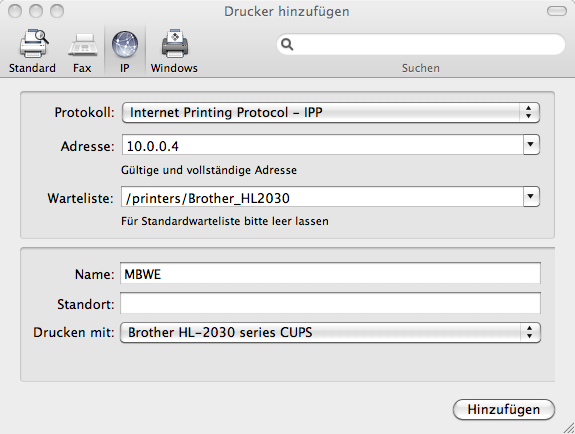 Drucker hinzufügen
Standard Fax IP Windows Suchen
Protokoll: Internet Printing Protocol – IPP
Adresse: 10.0.0.4
Gültige und vollständige Adresse
Warteliste: /printers/Brother_HL2030
Für Standardwarteliste bitte leer lassen
Name: MBWE
Standort:
Drucken mit: Brother HL-2030 series CUPS
Hinzufügen